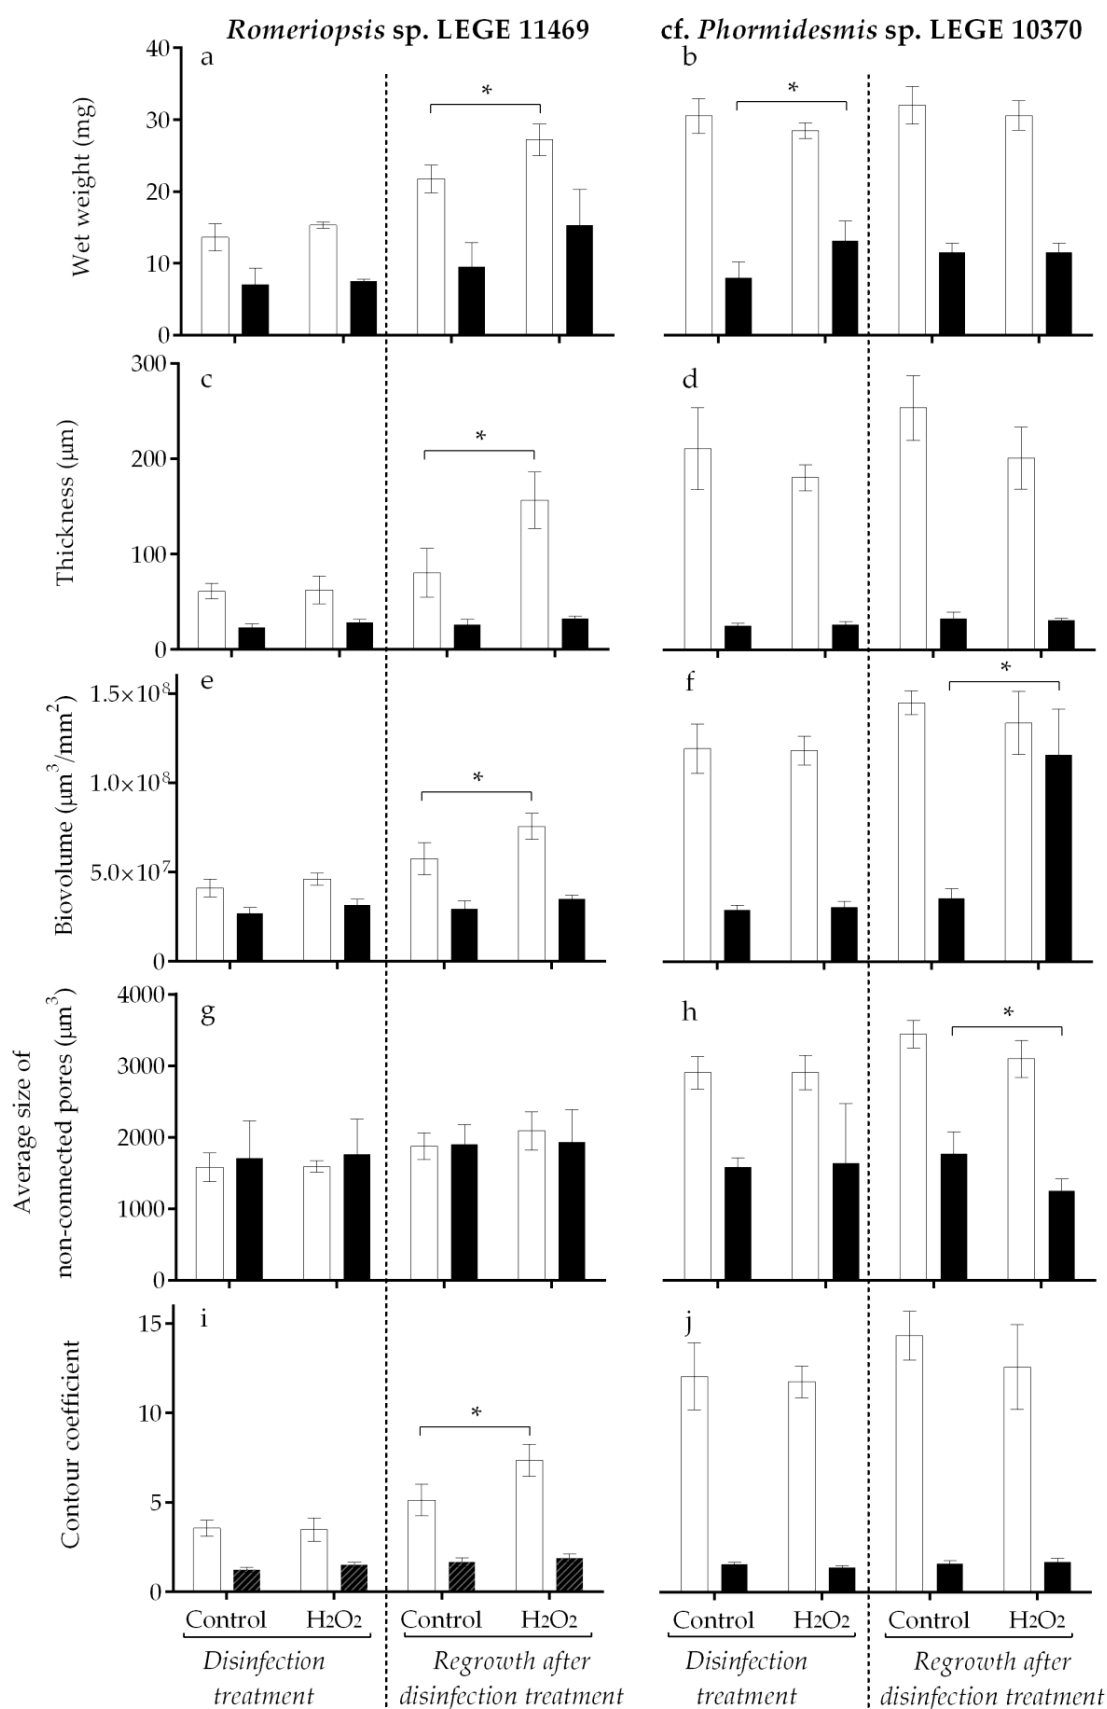 Romeriopsis sp. LEGE 11469
cf. Phormidesmis sp. LEGE 10370
Wet weight (mg)
40
30
20
10
0
a
*
b
*
Thickness (µm)
300
200
100
0
c
*
d
Biovolume (µm³/mm²)
1.5×10⁸
1.0×10⁸
5.0×10⁷
0
e
*
f
*
Average size of
non-connected pores (µm³)
4000
3000
2000
1000
0
g
h
*
Contour coefficient
15
10
5
0
i
*
j
Control H2O2 Control H2O2 Control H2O2 Control H2O2
Disinfection
treatment
Regrowth after
disinfection treatment
Disinfection
treatment
Regrowth after
disinfection treatment